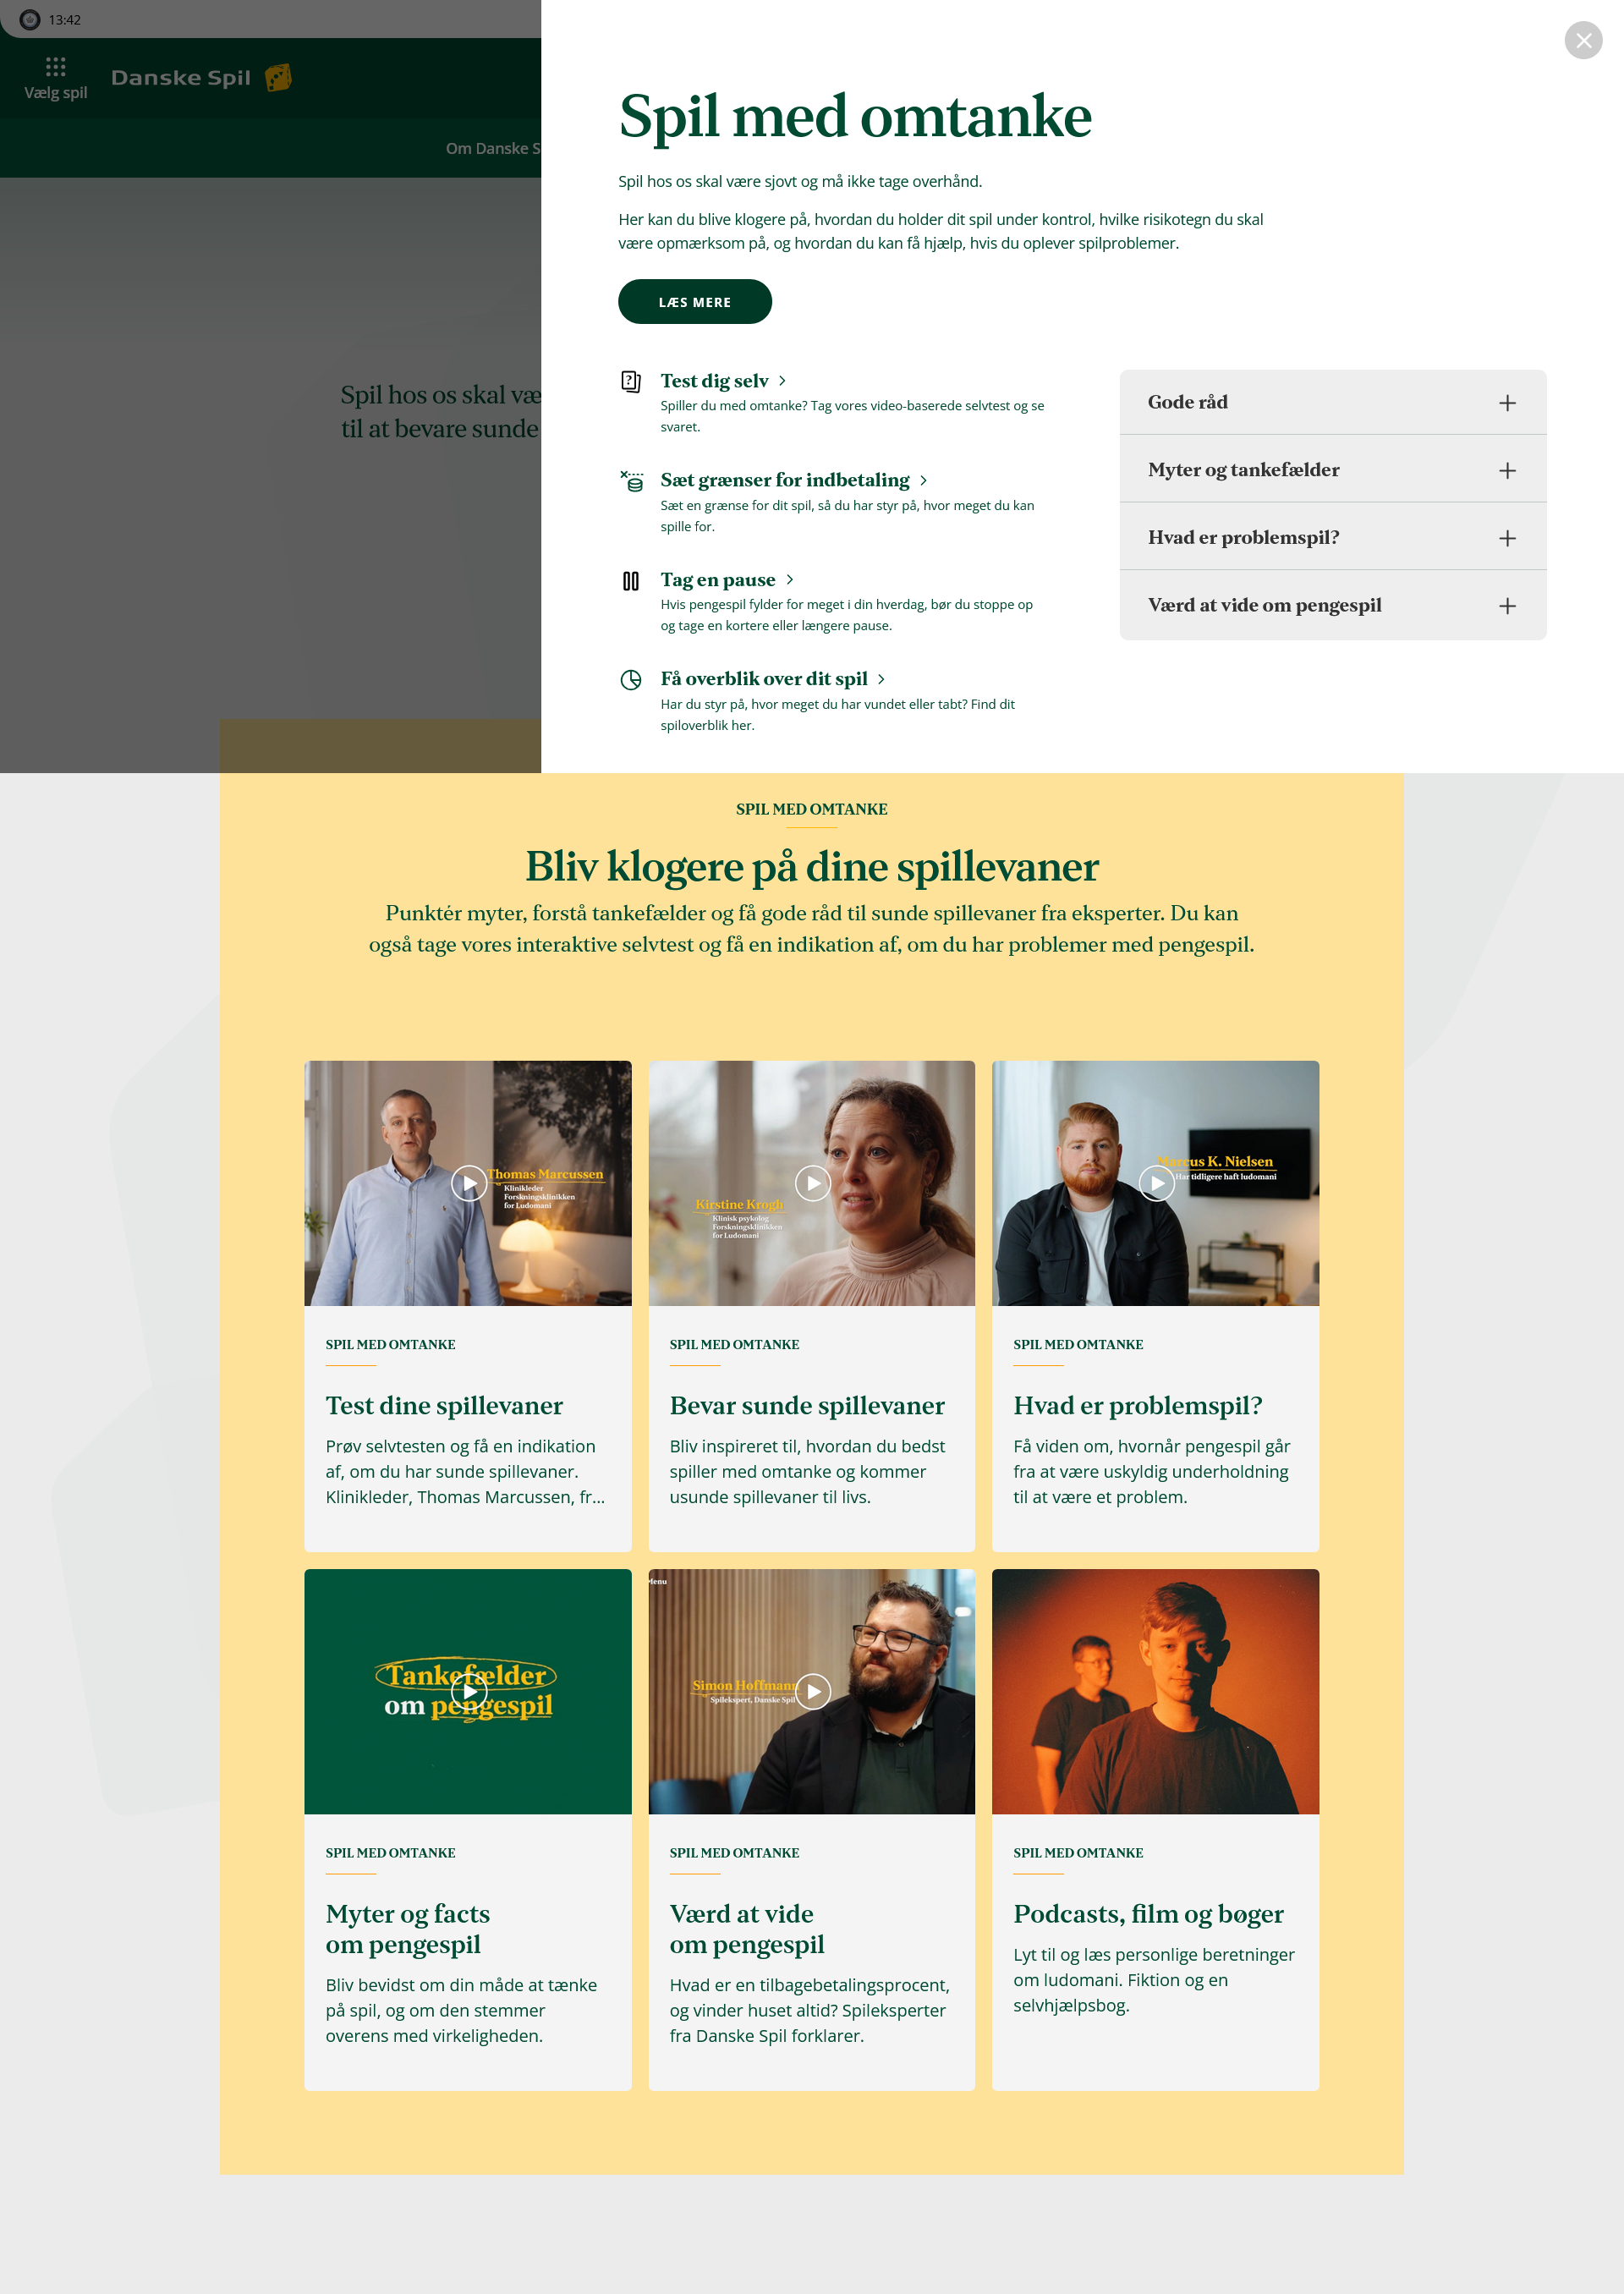 13:42
Vælg spil
Danske Spil
Om Danske S
Spil hos os skal væ
til at bevare sunde
Spil med omtanke
Spil hos os skal være sjovt og må ikke tage overhånd.
Her kan du blive klogere på, hvordan du holder dit spil under kontrol, hvilke risikotegn du skal
være opmærksom på, og hvordan du kan få hjælp, hvis du oplever spilproblemer.
LÆS MERE
Test dig selv
Spiller du med omtanke? Tag vores video-baserede selvtest og se
svaret.
Sæt grænser for indbetaling
Sæt en grænse for dit spil, så du har styr på, hvor meget du kan
spille for.
Tag en pause
Hvis pengespil fylder for meget i din hverdag, bør du stoppe op
og tage en kortere eller længere pause.
Få overblik over dit spil
Har du styr på, hvor meget du har vundet eller tabt? Find dit
spiloverblik her.
Gode råd
Myter og tankefælder
Hvad er problemspil?
Værd at vide om pengespil
SPIL MED OMTANKE
Bliv klogere på dine spillevaner
Punktér myter, forstå tankefælder og få gode råd til sunde spillevaner fra eksperter. Du kan
også tage vores interaktive selvtest og få en indikation af, om du har problemer med pengespil.
Thomas Marcussen
Klinikleder
Forskningsklinikken
for Ludomani
SPIL MED OMTANKE
Test dine spillevaner
Prøv selvtesten og få en indikation
af, om du har sunde spillevaner.
Klinikleder, Thomas Marcussen, fr...
Kirstine Krogh
Klinisk psykolog
Forskningsklinikken
for Ludomani
SPIL MED OMTANKE
Bevar sunde spillevaner
Bliv inspireret til, hvordan du bedst
spiller med omtanke og kommer
usunde spillevaner til livs.
Marcus K. Nielsen
Har tidligere haft ludomani
SPIL MED OMTANKE
Hvad er problemspil?
Få viden om, hvornår pengespil går
fra at være uskyldig underholdning
til at være et problem.
Tankefælder
om pengespil
SPIL MED OMTANKE
Myter og facts
om pengespil
Bliv bevidst om din måde at tænke
på spil, og om den stemmer
overens med virkeligheden.
Menu
Simon Hoffmann
Spilekspert, Danske Spil
SPIL MED OMTANKE
Værd at vide
om pengespil
Hvad er en tilbagebetalingsprocent,
og vinder huset altid? Spileksperter
fra Danske Spil forklarer.
SPIL MED OMTANKE
Podcasts, film og bøger
Lyt til og læs personlige beretninger
om ludomani. Fiktion og en
selvhjælpsbog.